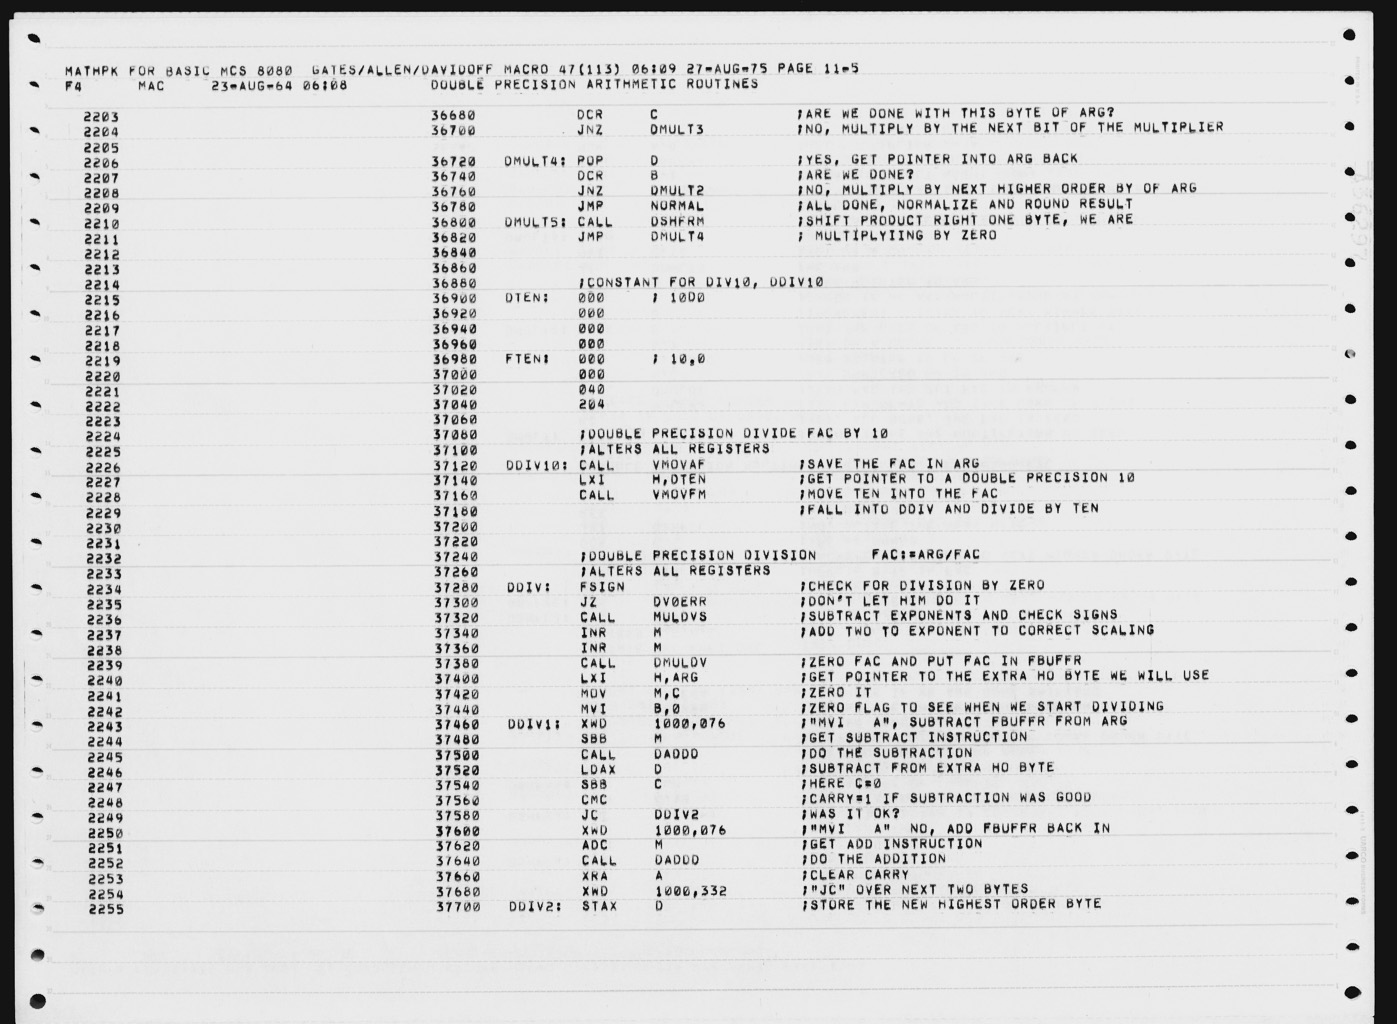 MATHPK FOR BASIC MCS 8080  GATES/ALLEN/DAVIDOFF MACRO 47(113) 06:09 27-AUG-75 PAGE 11-5
F4      MAC     23-AUG-64 06:08         DOUBLE PRECISION ARITHMETIC ROUTINES
2203 36680 DCR C ;ARE WE DONE WITH THIS BYTE OF ARG?
2204 36700 JNZ DMULT3 ;NO, MULTIPLY BY THE NEXT BIT OF THE MULTIPLIER
2205
2206 36720 DMULT4: POP D ;YES, GET POINTER INTO ARG BACK
2207 36740 DCR B ;ARE WE DONE?
2208 36760 JNZ DMULT2 ;NO, MULTIPLY BY NEXT HIGHER ORDER BY OF ARG
2209 36780 JMP NORMAL ;ALL DONE, NORMALIZE AND ROUND RESULT
2210 36800 DMULT5: CALL DSHFRM ;SHIFT PRODUCT RIGHT ONE BYTE, WE ARE
2211 36820 JMP DMULT4 ; MULTIPLYIING BY ZERO
2212 36840
2213 36860
2214 36880 ;CONSTANT FOR DIV10, DDIV10
2215 36900 DTEN: 000 ; 10D0
2216 36920 000
2217 36940 000
2218 36960 000
2219 36980 FTEN: 000 ; 10.0
2220 37000 000
2221 37020 040
2222 37040 204
2223 37060
2224 37080 ;DOUBLE PRECISION DIVIDE FAC BY 10
2225 37100 ;ALTERS ALL REGISTERS
2226 37120 DDIV10: CALL VMOVAF ;SAVE THE FAC IN ARG
2227 37140 LXI H,DTEN ;GET POINTER TO A DOUBLE PRECISION 10
2228 37160 CALL VMOVFM ;MOVE TEN INTO THE FAC
2229 37180 ;FALL INTO DDIV AND DIVIDE BY TEN
2230 37200
2231 37220
2232 37240 ;DOUBLE PRECISION DIVISION FAC:=ARG/FAC
2233 37260 ;ALTERS ALL REGISTERS
2234 37280 DDIV: FSIGN ;CHECK FOR DIVISION BY ZERO
2235 37300 JZ DV0ERR ;DON'T LET HIM DO IT
2236 37320 CALL MULDVS ;SUBTRACT EXPONENTS AND CHECK SIGNS
2237 37340 INR M ;ADD TWO TO EXPONENT TO CORRECT SCALING
2238 37360 INR M
2239 37380 CALL DMULDV ;ZERO FAC AND PUT FAC IN FBUFFR
2240 37400 LXI H,ARG ;GET POINTER TO THE EXTRA HO BYTE WE WILL USE
2241 37420 MOV M,C ;ZERO IT
2242 37440 MVI B,0 ;ZERO FLAG TO SEE WHEN WE START DIVIDING
2243 37460 DDIV1: XWD 1000,076 ;"MVI A", SUBTRACT FBUFFR FROM ARG
2244 37480 SBB M ;GET SUBTRACT INSTRUCTION
2245 37500 CALL DADDD ;DO THE SUBTRACTION
2246 37520 LDAX D ;SUBTRACT FROM EXTRA HO BYTE
2247 37540 SBB C ;HERE C=0
2248 37560 CMC ;CARRY=1 IF SUBTRACTION WAS GOOD
2249 37580 JC DDIV2 ;WAS IT OK?
2250 37600 XWD 1000,076 ;"MVI A" NO, ADD FBUFFR BACK IN
2251 37620 ADC M ;GET ADD INSTRUCTION
2252 37640 CALL DADDD ;DO THE ADDITION
2253 37660 XRA A ;CLEAR CARRY
2254 37680 XWD 1000,332 ;"JC" OVER NEXT TWO BYTES
2255 37700 DDIV2: STAX D ;STORE THE NEW HIGHEST ORDER BYTE